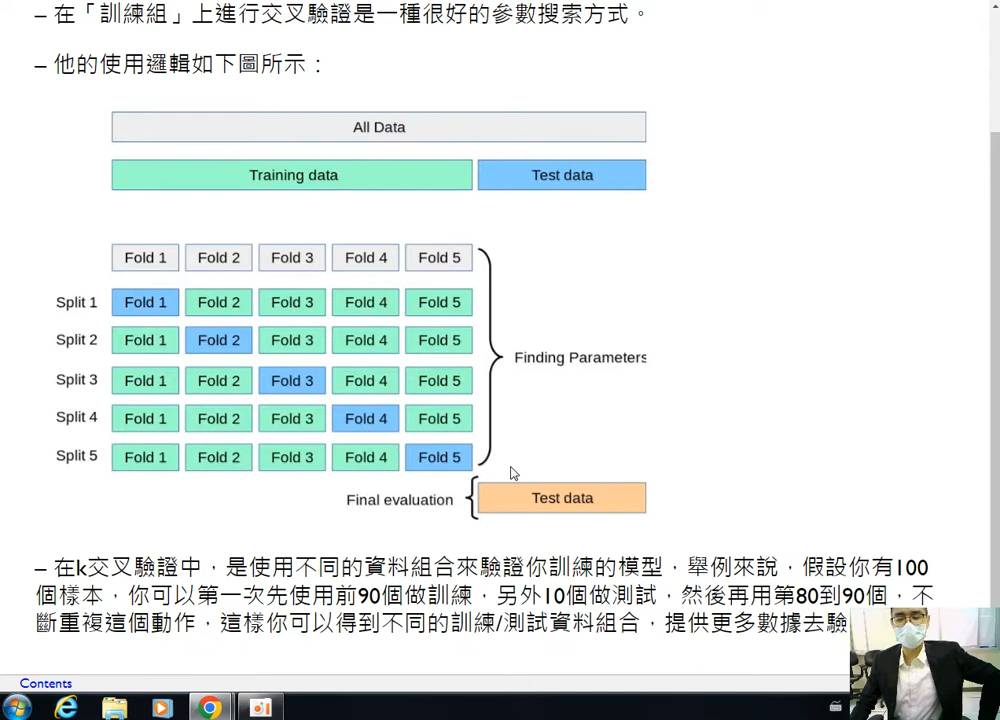 – 在「訓練組」上進行交叉驗證是一種很好的參數搜索方式。
– 他的使用邏輯如下圖所示：
All Data
Training data Test data
Fold 1 Fold 2 Fold 3 Fold 4 Fold 5
Split 1 Fold 1 Fold 2 Fold 3 Fold 4 Fold 5
Split 2 Fold 1 Fold 2 Fold 3 Fold 4 Fold 5
Finding Parameters
Split 3 Fold 1 Fold 2 Fold 3 Fold 4 Fold 5
Split 4 Fold 1 Fold 2 Fold 3 Fold 4 Fold 5
Split 5 Fold 1 Fold 2 Fold 3 Fold 4 Fold 5
Final evaluation Test data
– 在k交叉驗證中，是使用不同的資料組合來驗證你訓練的模型，舉例來說，假設你有100
個樣本，你可以第一次先使用前90個做訓練，另外10個做測試，然後再用第80到90個，不
斷重複這個動作，這樣你可以得到不同的訓練/測試資料組合，提供更多數據去驗
Contents